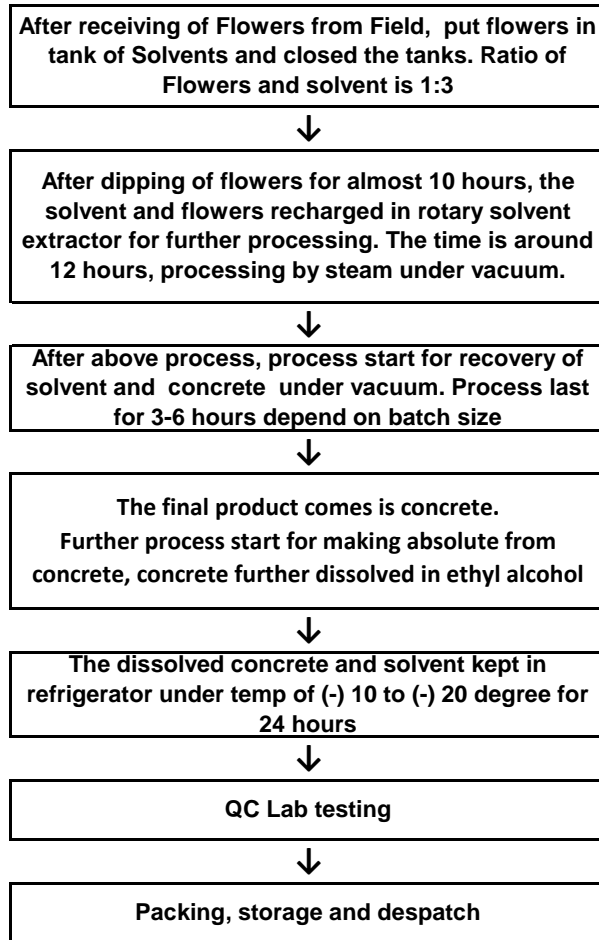 After receiving of Flowers from Field, put flowers in
tank of Solvents and closed the tanks. Ratio of
Flowers and solvent is 1:3
After dipping of flowers for almost 10 hours, the
solvent and flowers recharged in rotary solvent
extractor for further processing. The time is around
12 hours, processing by steam under vacuum.
After above process, process start for recovery of
solvent and concrete under vacuum. Process last
for 3-6 hours depend on batch size
The final product comes is concrete.
Further process start for making absolute from
concrete, concrete further dissolved in ethyl alcohol
The dissolved concrete and solvent kept in
refrigerator under temp of (-) 10 to (-) 20 degree for
24 hours
QC Lab testing
Packing, storage and despatch